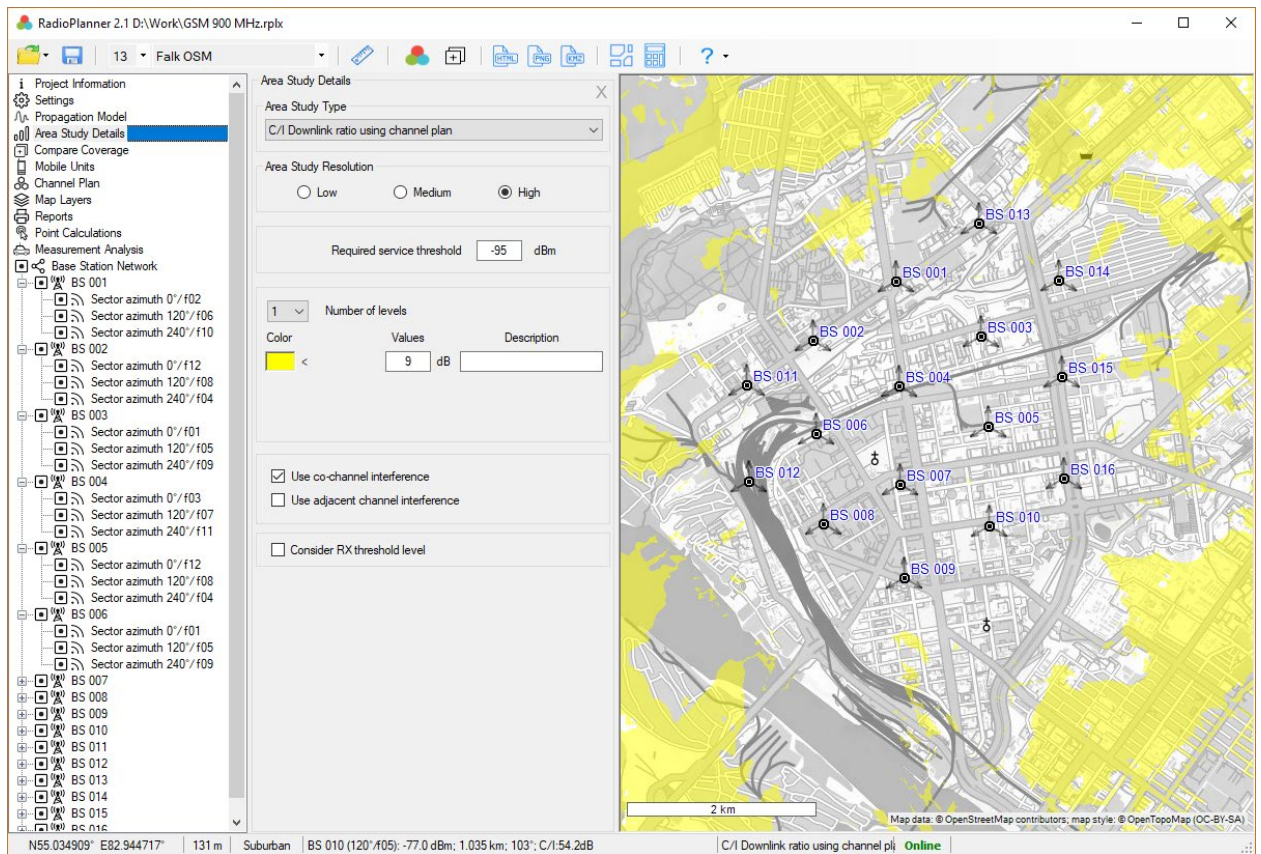 RadioPlanner 2.1 D:\Work\GSM 900 MHz.rplx
13 Falk OSM
HTML PNG KMZ ?
Project Information
Settings
Propagation Model
Area Study Details
Compare Coverage
Mobile Units
Channel Plan
Map Layers
Reports
Point Calculations
Measurement Analysis
Base Station Network
BS 001
Sector azimuth 0°/ f02
Sector azimuth 120°/ f06
Sector azimuth 240°/ f10
BS 002
Sector azimuth 0°/ f12
Sector azimuth 120°/ f08
Sector azimuth 240°/ f04
BS 003
Sector azimuth 0°/ f01
Sector azimuth 120°/ f05
Sector azimuth 240°/ f09
BS 004
Sector azimuth 0°/ f03
Sector azimuth 120°/ f07
Sector azimuth 240°/ f11
BS 005
Sector azimuth 0°/ f12
Sector azimuth 120°/ f08
Sector azimuth 240°/ f04
BS 006
Sector azimuth 0°/ f01
Sector azimuth 120°/ f05
Sector azimuth 240°/ f09
BS 007
BS 008
BS 009
BS 010
BS 011
BS 012
BS 013
BS 014
BS 015
BS 016
Area Study Details
X
Area Study Type
C/I Downlink ratio using channel plan
Area Study Resolution
Low Medium High
Required service threshold -95 dBm
1 Number of levels
Color Values Description
< 9 dB
Use co-channel interference
Use adjacent channel interference
Consider RX threshold level
BS 013
BS 001
BS 014
BS 002
BS 003
BS 011
BS 004
BS 015
BS 006
BS 005
BS 012
BS 007
BS 016
BS 008
BS 010
BS 009
2 km
Map data: © OpenStreetMap contributors; map style: © OpenTopoMap (OC-BY-SA)
N55.034909° E82.944717° 131 m Suburban BS 010 (120°/f05): -77.0 dBm; 1.035 km; 103°; C/I:54.2dB C/I Downlink ratio using channel pl Online